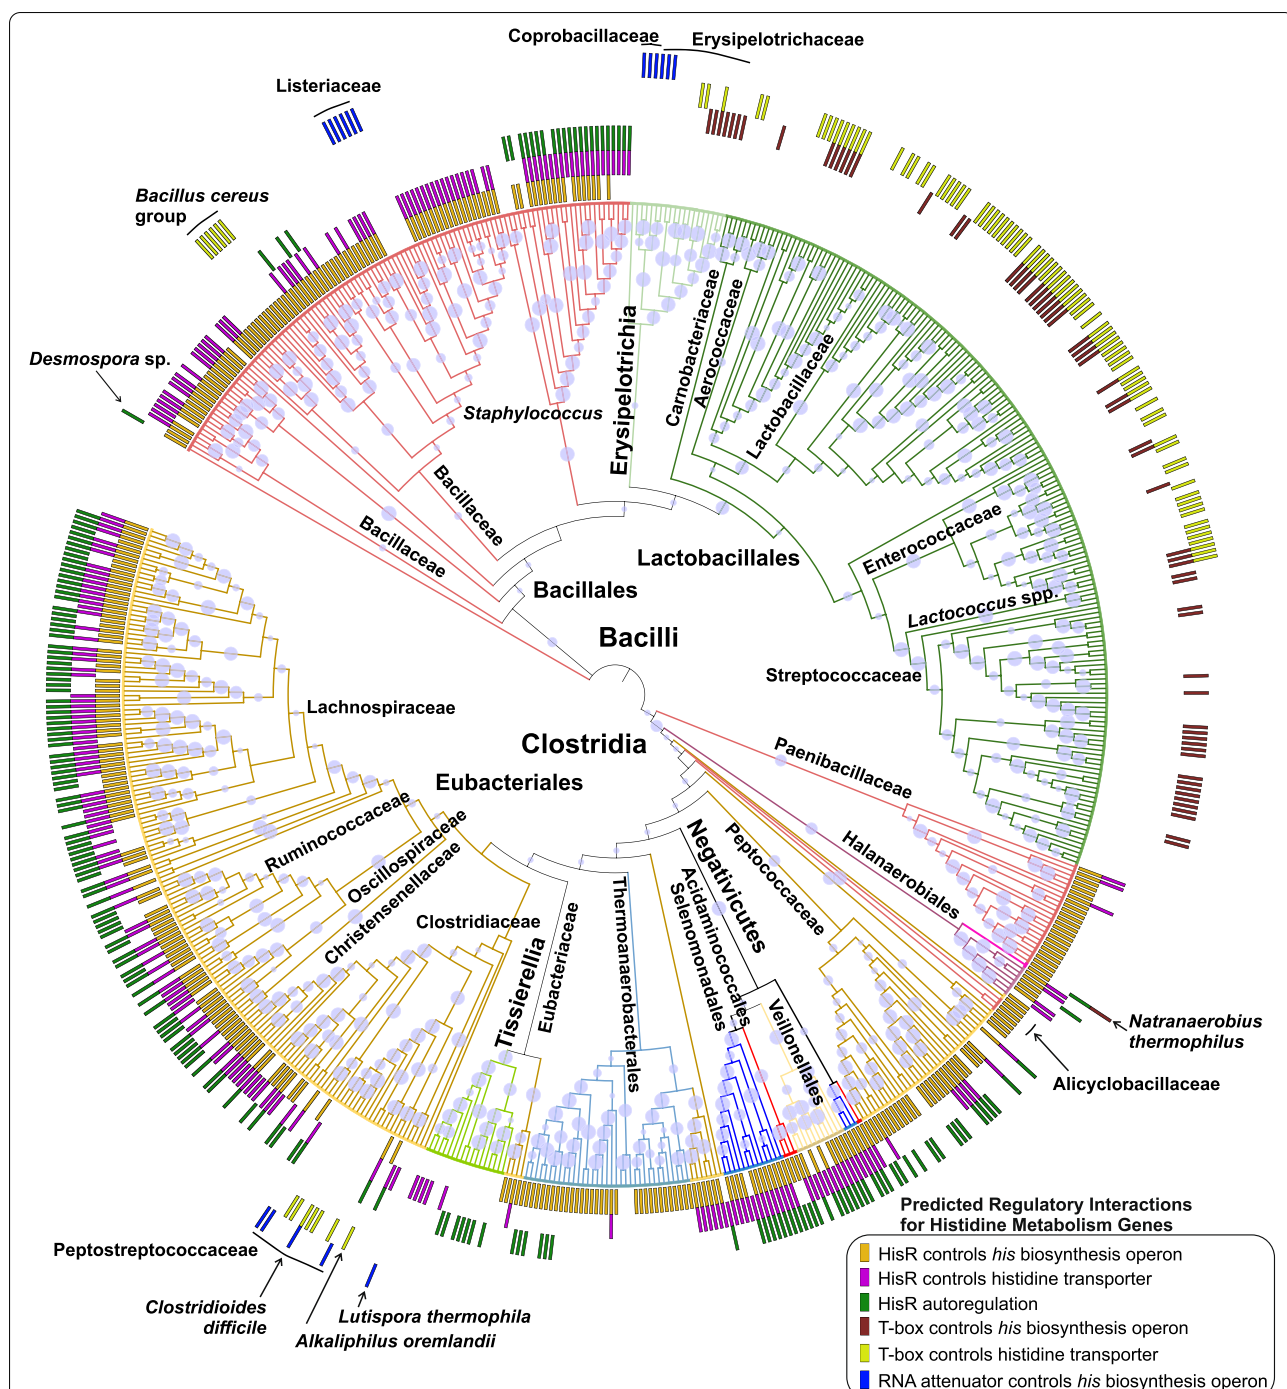 Coprobacillaceae
Erysipelotrichaceae
Listeriaceae
Bacillus cereus
group
Desmospora sp.
Staphylococcus
Erysipelotrichia
Carnobacteriaceae
Aerococcaceae
Lactobacillaceae
Bacillaceae
Bacillaceae
Enterococcaceae
Lactobacillales
Bacillales
Lactococcus spp.
Bacilli
Streptococcaceae
Lachnospiraceae
Clostridia
Paenibacillaceae
Eubacteriales
Ruminococcaceae
Oscillospiraceae
Christensenellaceae
Clostridiaceae
Tissierellia
Eubacteriaceae
Thermoanaerobacterales
Negativicutes
Acidaminococcales
Selenomonadales
Veillonellales
Peptococcaceae
Halanaerobiales
Natranaerobius
thermophilus
Alicyclobacillaceae
Peptostreptococcaceae
Clostridioides
difficile
Lutispora thermophila
Alkaliphilus oremlandii
Predicted Regulatory Interactions
for Histidine Metabolism Genes
HisR controls his biosynthesis operon
HisR controls histidine transporter
HisR autoregulation
T-box controls his biosynthesis operon
T-box controls histidine transporter
RNA attenuator controls his biosynthesis operon